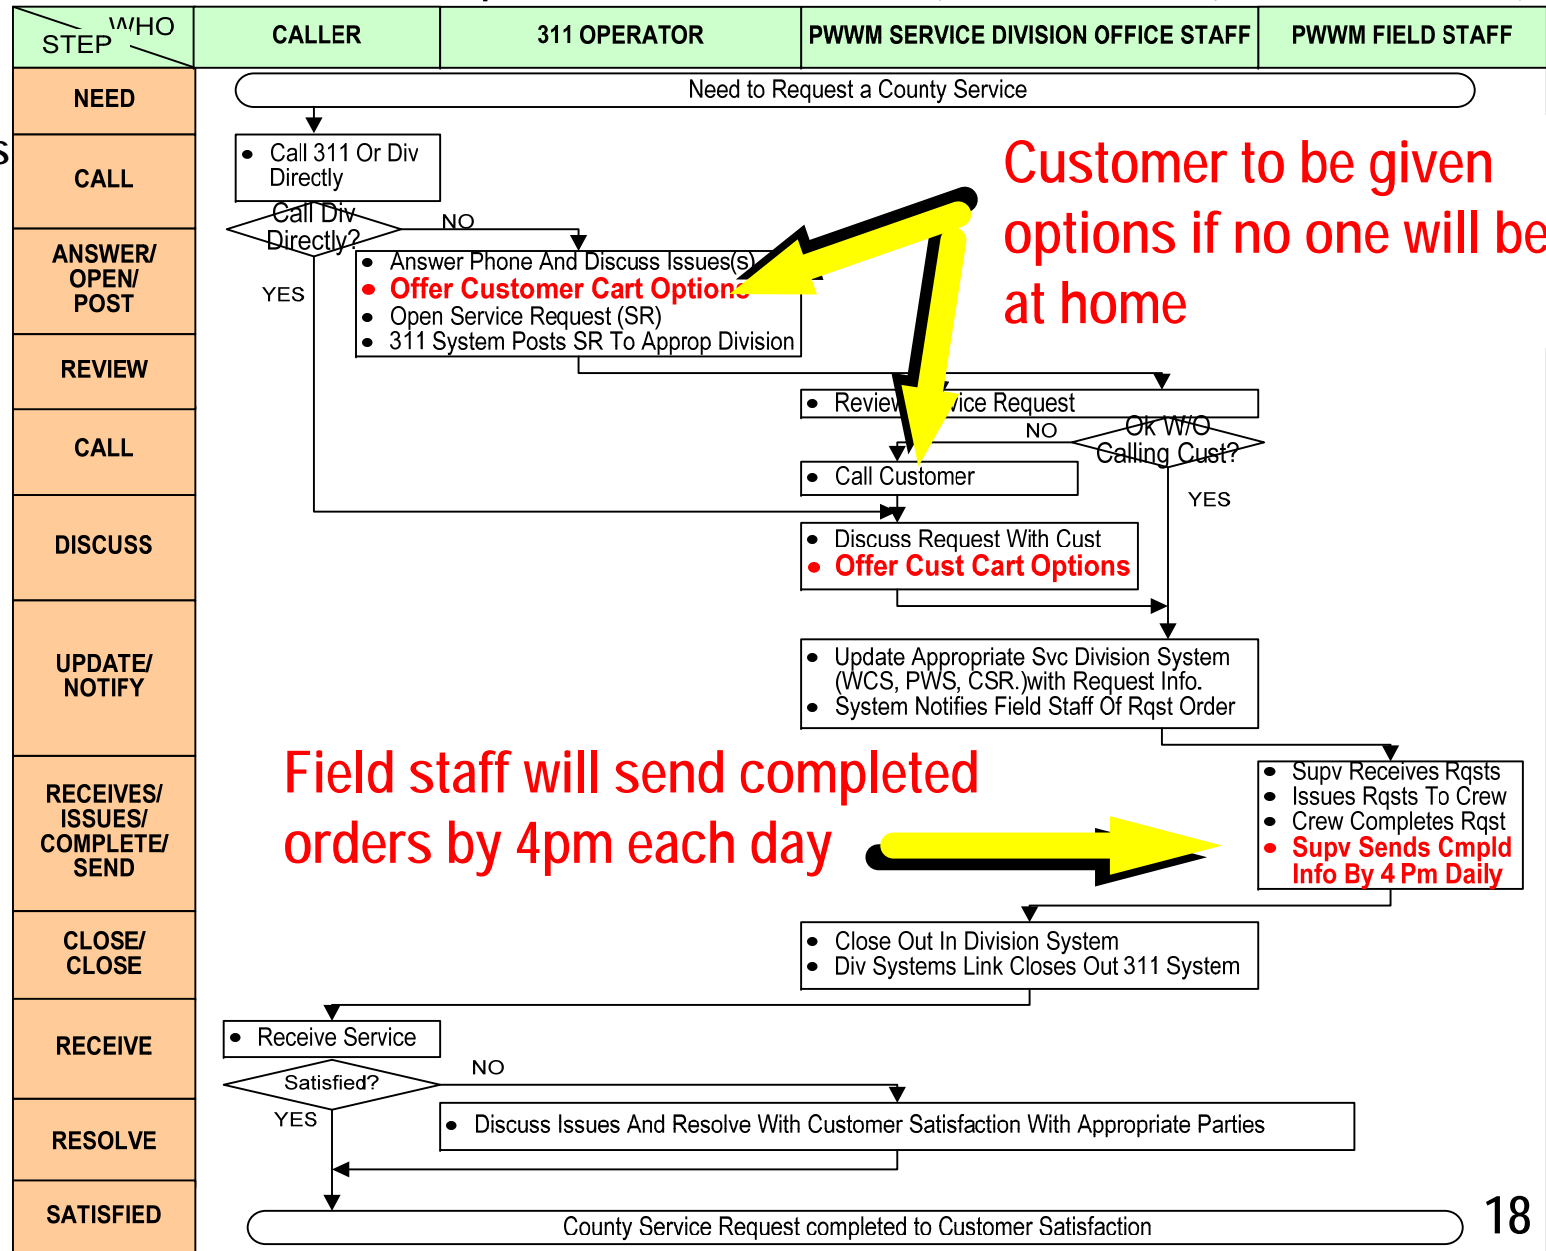 WHO
STEP
CALLER
311 OPERATOR
PWWM SERVICE DIVISION OFFICE STAFF
PWWM FIELD STAFF
NEED
Need to Request a County Service
s
CALL
• Call 311 Or Div
Directly
Customer to be given
options if no one will be
at home
Call Div
Directly?
NO
YES
ANSWER/
OPEN/
POST
• Answer Phone And Discuss Issues(s)
• Offer Customer Cart Options
• Open Service Request (SR)
• 311 System Posts SR To Approp Division
REVIEW
• Review Service Request
CALL
Ok W/O
Calling Cust?
NO
YES
• Call Customer
DISCUSS
• Discuss Request With Cust
• Offer Cust Cart Options
UPDATE/
NOTIFY
• Update Appropriate Svc Division System
(WCS, PWS, CSR.)with Request Info.
• System Notifies Field Staff Of Rqst Order
RECEIVES/
ISSUES/
COMPLETE/
SEND
Field staff will send completed
orders by 4pm each day
• Supv Receives Rqsts
• Issues Rqsts To Crew
• Crew Completes Rqst
• Supv Sends Cmpld
Info By 4 Pm Daily
CLOSE/
CLOSE
• Close Out In Division System
• Div Systems Link Closes Out 311 System
RECEIVE
• Receive Service
Satisfied?
NO
YES
RESOLVE
• Discuss Issues And Resolve With Customer Satisfaction With Appropriate Parties
SATISFIED
County Service Request completed to Customer Satisfaction
18